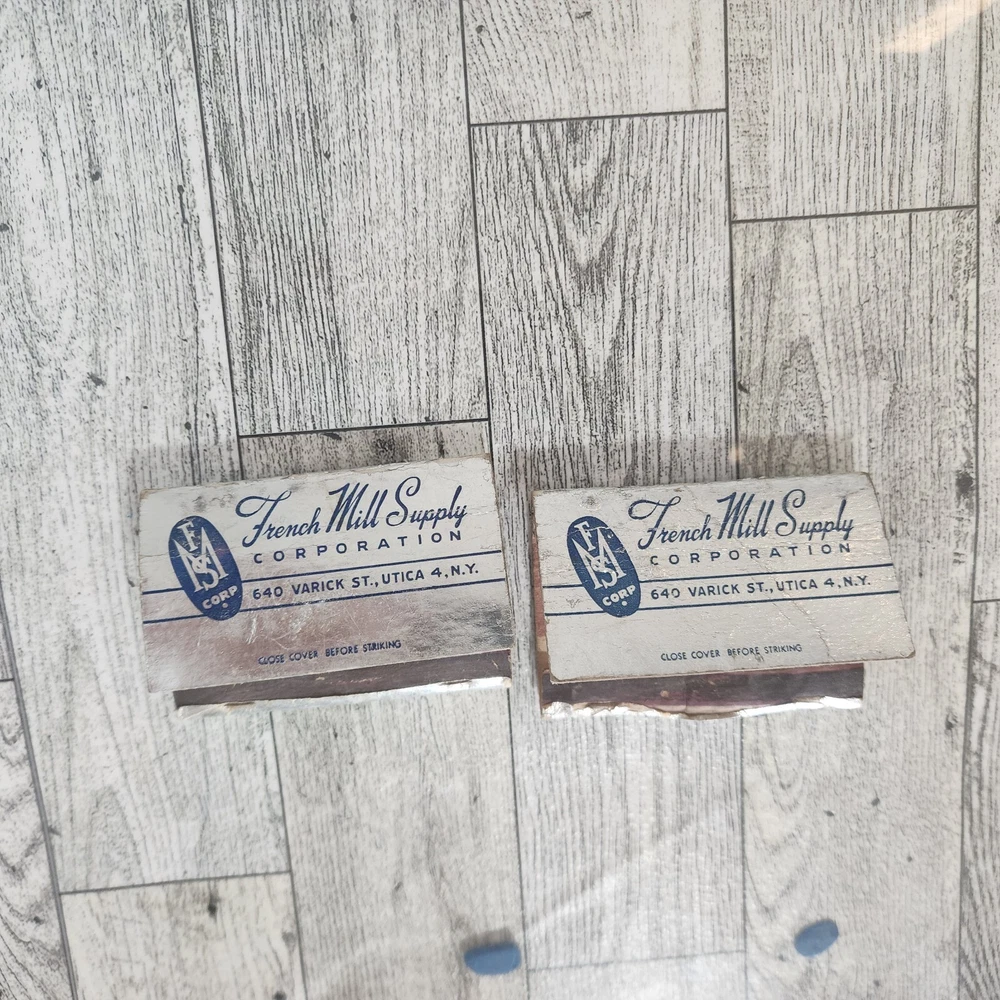 French Mill Supply
CORPORATION
640 VARICK ST., UTICA 4, N.Y.
FMS
CORP
CLOSE COVER BEFORE STRIKING
French Mill Supply
CORPORATION
640 VARICK ST., UTICA 4, N.Y.
FMS
CORP
CLOSE COVER BEFORE STRIKING